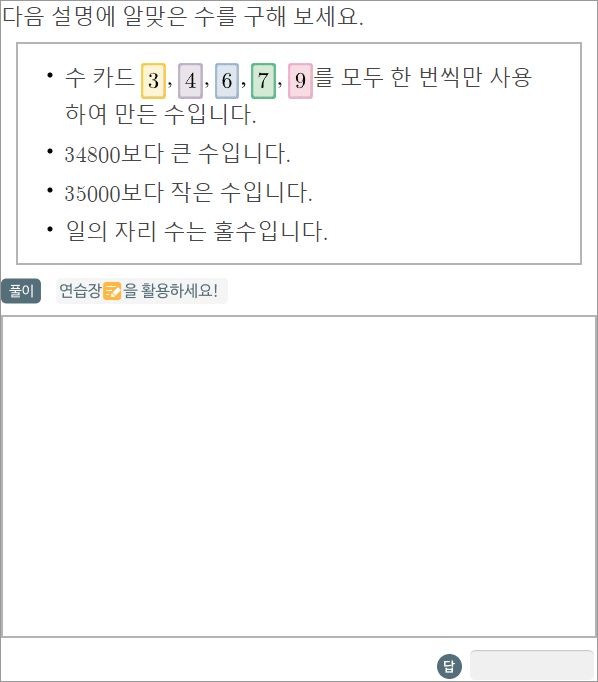 다음 설명에 알맞은 수를 구해 보세요.
• 수 카드 3, 4, 6, 7, 9를 모두 한 번씩만 사용
하여 만든 수입니다.
• 34800보다 큰 수입니다.
• 35000보다 작은 수입니다.
• 일의 자리 수는 홀수입니다.
풀이 연습장을 활용하세요!
답